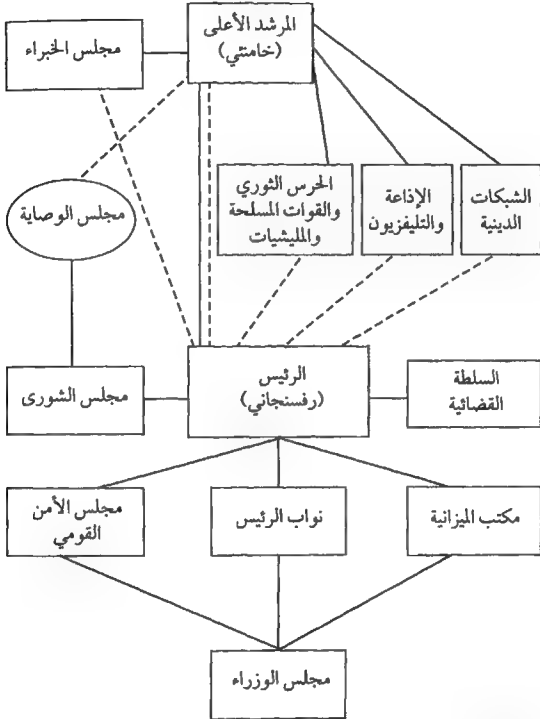 المرشد الأعلى
(خامنئي)
مجلس الخبراء
الشبكات
الدينية
الإذاعة
والتليفزيون
الحرس الثوري
والقوات المسلحة
والمليشيات
مجلس الوصاية
السلطة
القضائية
الرئيس
(رفسنجاني)
مجلس الشورى
مكتب الميزانية
نواب الرئيس
مجلس الأمن
القومي
مجلس الوزراء